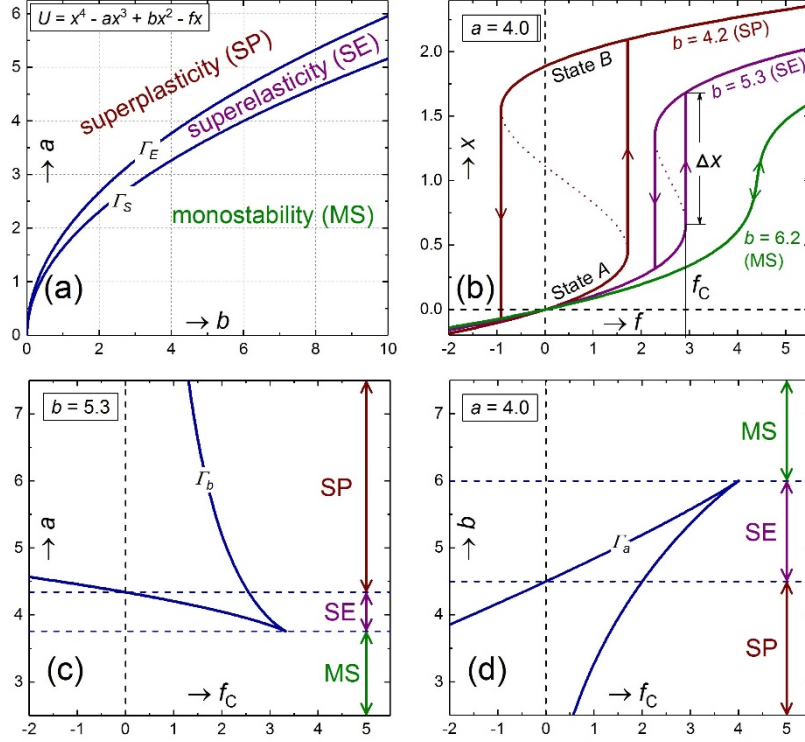 U = x⁴ - ax³ + bx² - fx
superplasticity (SP)
superelasticity (SE)
Γ_E
Γ_S
monostability (MS)
(a)
→ a
→ b
0
1
2
3
4
5
6
0
2
4
6
8
10
a = 4.0
b = 4.2 (SP)
State B
b = 5.3 (SE)
Δx
b = 6.2
(MS)
State A
f_C
(b)
→ x
→ f
2.0
1.5
1.0
0.5
0.0
-2
-1
0
1
2
3
4
5
b = 5.3
Γ_b
SP
SE
MS
(c)
→ a
→ f_C
7
6
5
4
3
-2
-1
0
1
2
3
4
5
a = 4.0
MS
Γ_a
SE
SP
(d)
→ b
→ f_C
7
6
5
4
3
-2
-1
0
1
2
3
4
5